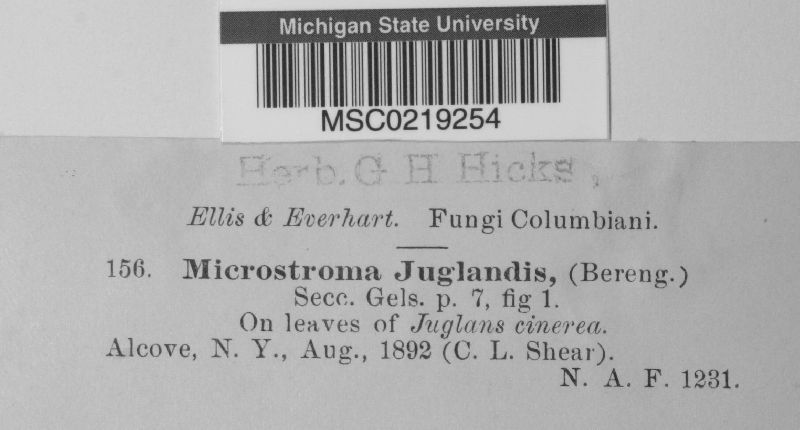 Michigan State University
MSC0219254
Herb. G H Hicks,
Ellis & Everhart. Fungi Columbiani.
156. Microstroma Juglandis, (Bereng.)
Secc. Gels. p. 7, fig 1.
On leaves of Juglans cinerea.
Alcove, N. Y., Aug., 1892 (C. L. Shear).
N. A. F. 1231.